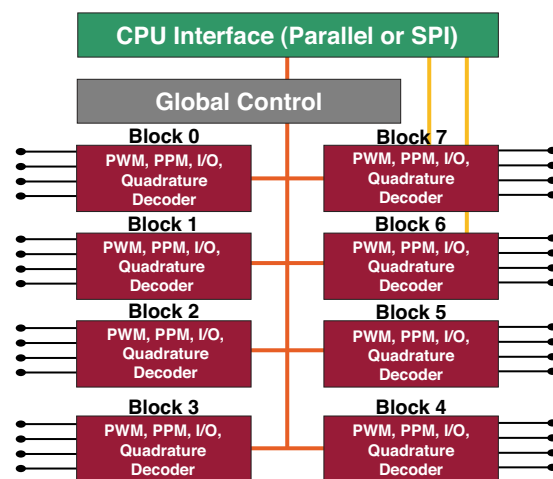 CPU Interface (Parallel or SPI)
Global Control
Block 0
PWM, PPM, I/O,
Quadrature
Decoder
Block 7
PWM, PPM, I/O,
Quadrature
Decoder
Block 1
PWM, PPM, I/O,
Quadrature
Decoder
Block 6
PWM, PPM, I/O,
Quadrature
Decoder
Block 2
PWM, PPM, I/O,
Quadrature
Decoder
Block 5
PWM, PPM, I/O,
Quadrature
Decoder
Block 3
PWM, PPM, I/O,
Quadrature
Decoder
Block 4
PWM, PPM, I/O,
Quadrature
Decoder